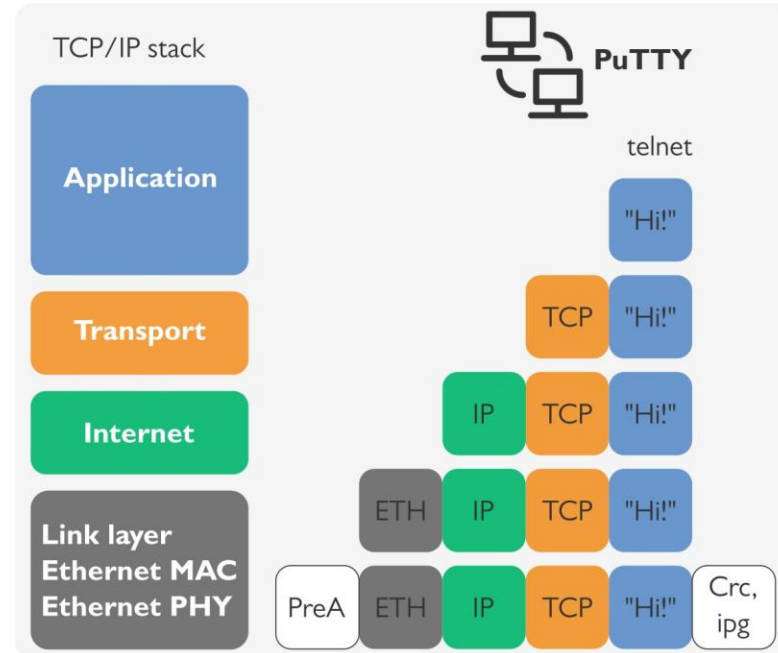 TCP/IP stack
PuTTY
telnet
Application
"Hi!"
Transport
TCP "Hi!"
Internet
IP TCP "Hi!"
Link layer
Ethernet MAC
Ethernet PHY
ETH IP TCP "Hi!"
PreA ETH IP TCP "Hi!" Crc,
ipg